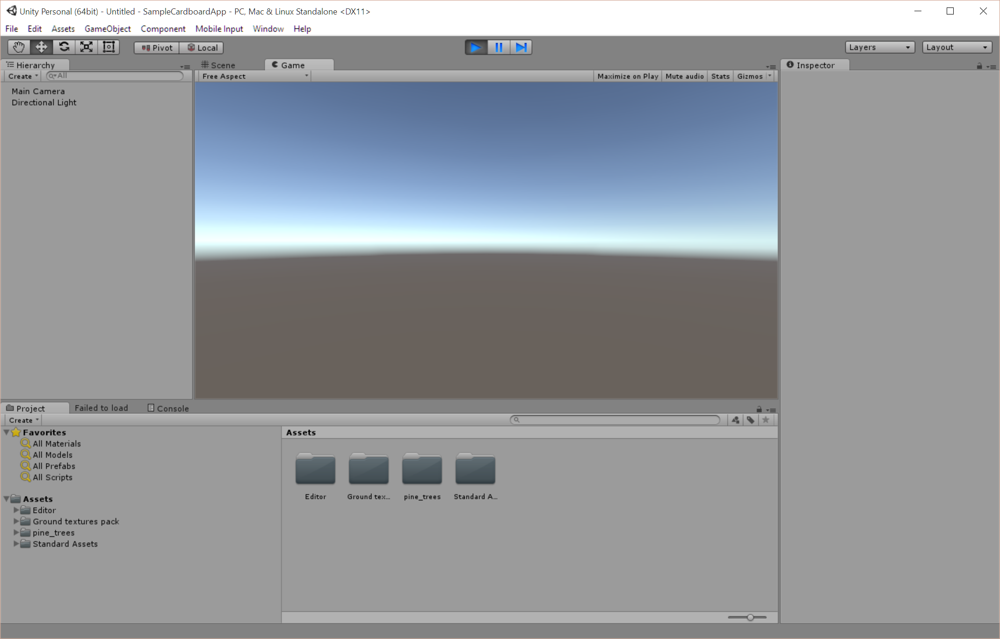 Unity Personal (64bit) - Untitled - SampleCardboardApp - PC, Mac & Linux Standalone <DX11>
File Edit Assets GameObject Component Mobile Input Window Help
Pivot Local Layers Layout
Hierarchy Scene Game Inspector
Create All Free Aspect Maximize on Play Mute audio Stats Gizmos
Main Camera
Directional Light
Project Failed to load Console
Create
Favorites Assets
All Materials
All Models
All Prefabs
All Scripts
Editor Ground tex... pine_trees Standard A...
Assets
Editor
Ground textures pack
pine_trees
Standard Assets